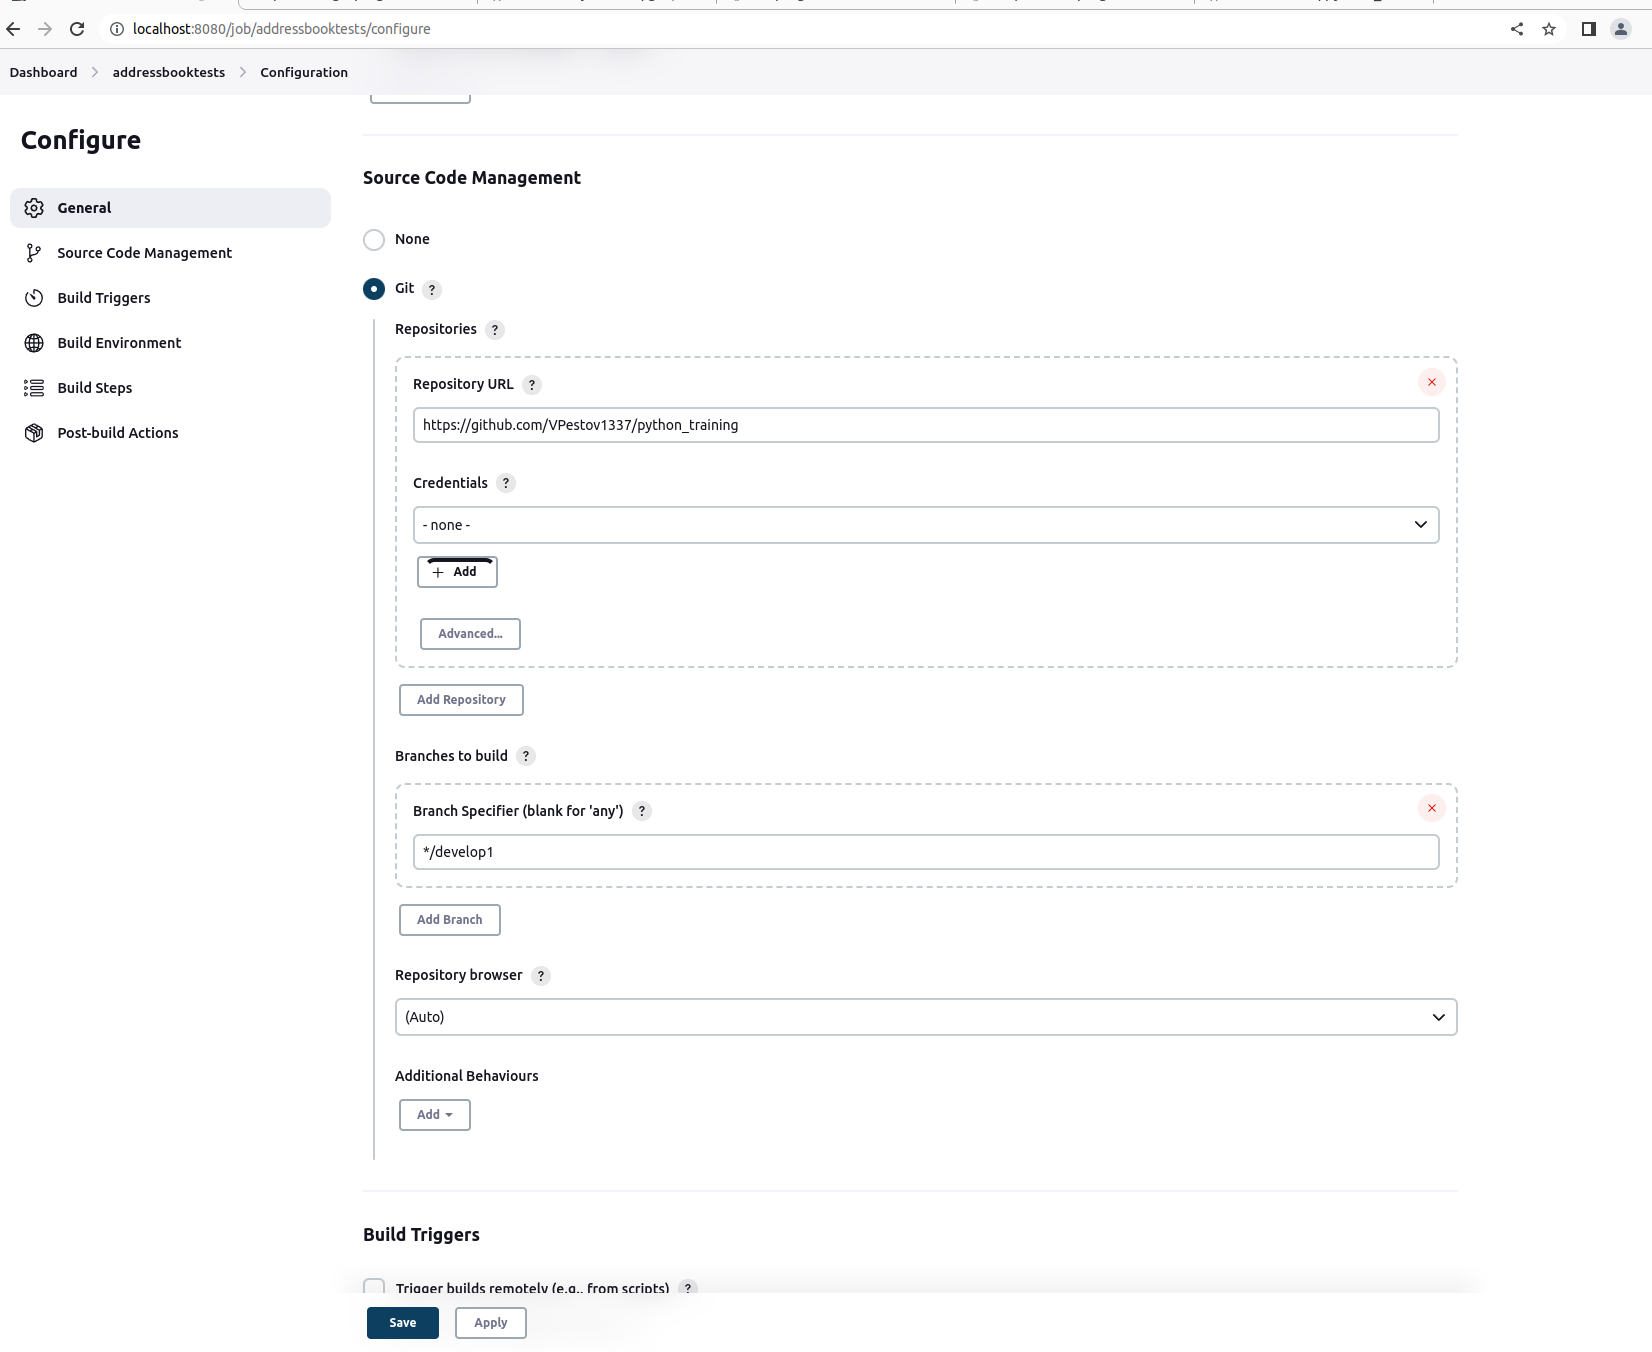 localhost:8080/job/addressbooktests/configure
Dashboard addressbooktests Configuration
Configure
General
Source Code Management
Build Triggers
Build Environment
Build Steps
Post-build Actions
Source Code Management
None
Git ?
Repositories ?
Repository URL ?
https://github.com/VPestov1337/python_training
Credentials ?
- none -
+ Add
Advanced...
Add Repository
Branches to build ?
Branch Specifier (blank for 'any') ?
*/develop1
Add Branch
Repository browser ?
(Auto)
Additional Behaviours
Add
Build Triggers
Trigger builds remotely (e.g., from scripts) ?
Save Apply